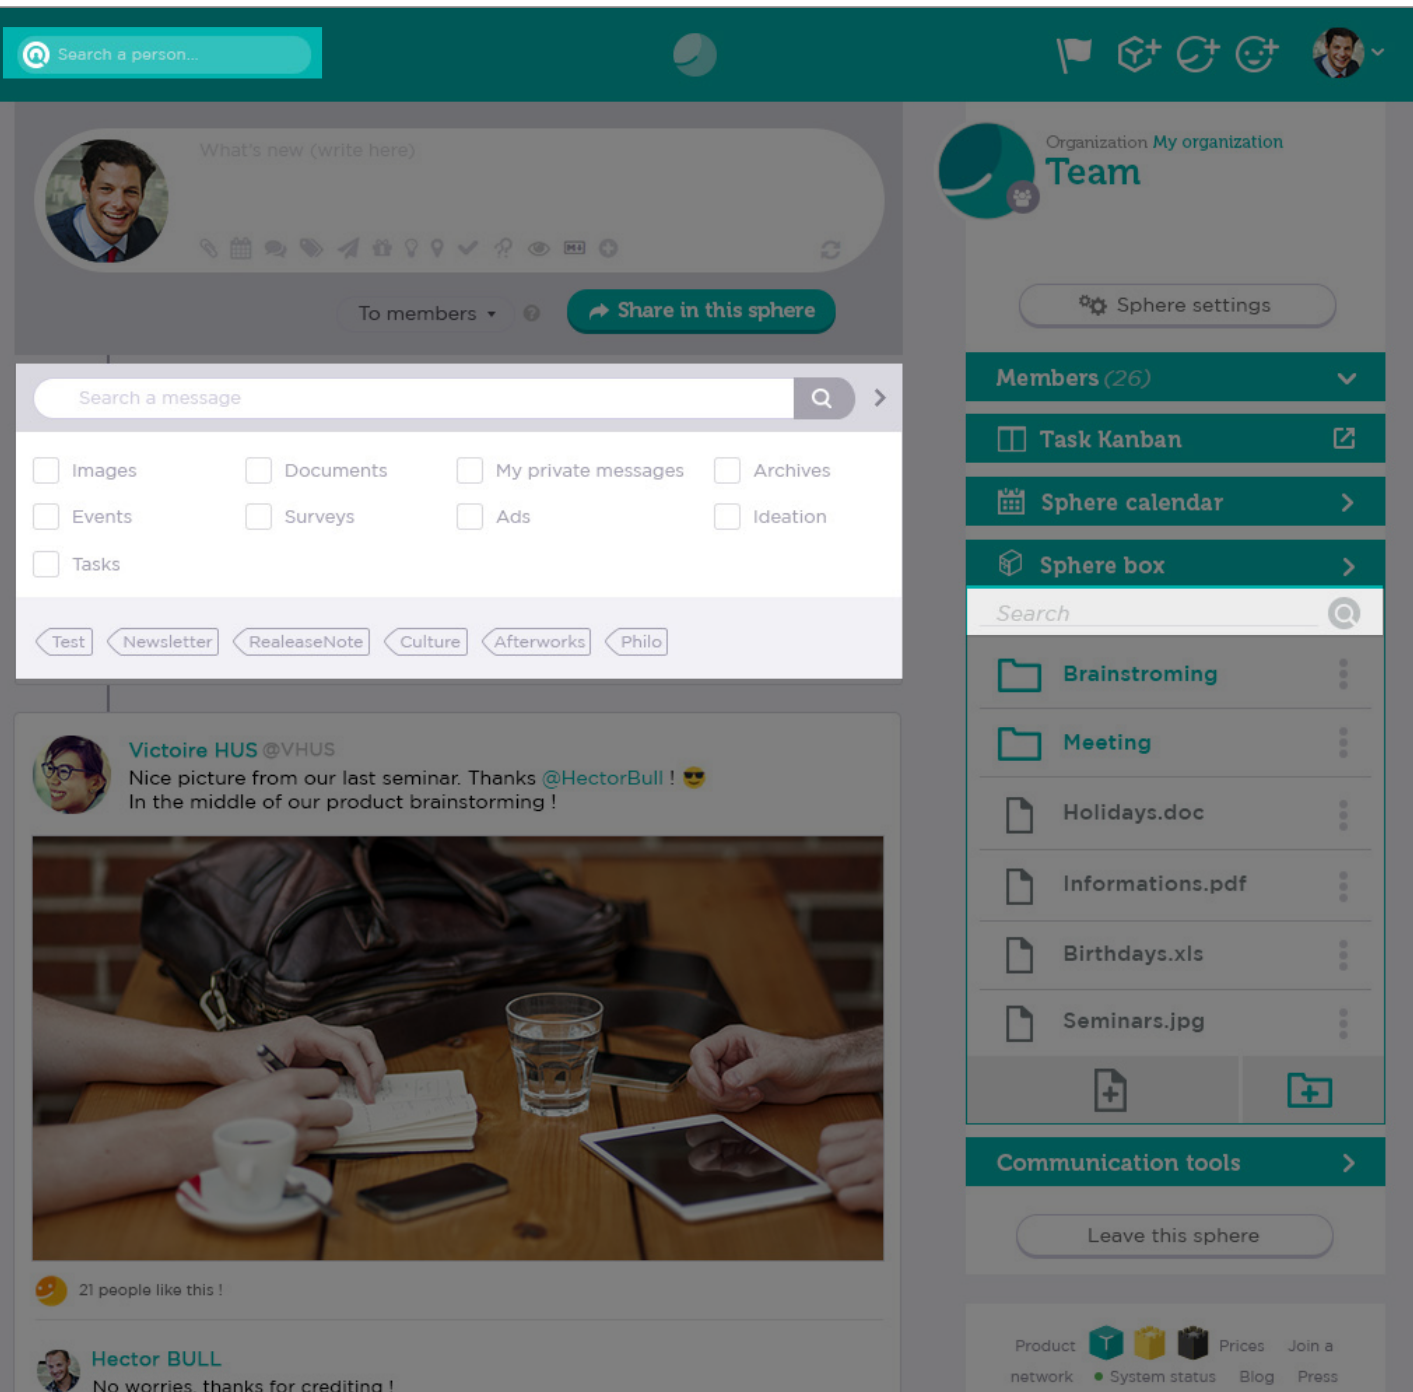 Search a person...
What's new (write here)
To members
Share in this sphere
Search a message
Images
Documents
My private messages
Archives
Events
Surveys
Ads
Ideation
Tasks
Test
Newsletter
RealeaseNote
Culture
Afterworks
Philo
Victoire HUS @VHUS
Nice picture from our last seminar. Thanks @HectorBull !
In the middle of our product brainstorming !
21 people like this !
Hector BULL
No worries, thanks for crediting !
Organization My organization
Team
Sphere settings
Members (26)
Task Kanban
Sphere calendar
Sphere box
Search
Brainstroming
Meeting
Holidays.doc
Informations.pdf
Birthdays.xls
Seminars.jpg
Communication tools
Leave this sphere
Product Prices Join a
network System status Blog Press